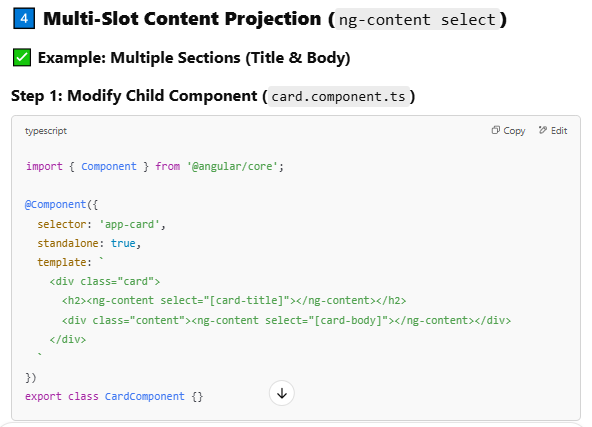 4 Multi-Slot Content Projection (ng-content select)
✅ Example: Multiple Sections (Title & Body)
Step 1: Modify Child Component (card.component.ts)
typescript Copy Edit
import { Component } from '@angular/core';
@Component({
  selector: 'app-card',
  standalone: true,
  template: `
    <div class="card">
      <h2><ng-content select="[card-title]"></ng-content></h2>
      <div class="content"><ng-content select="[card-body]"></ng-content></div>
    </div>
  `
})
export class CardComponent {}